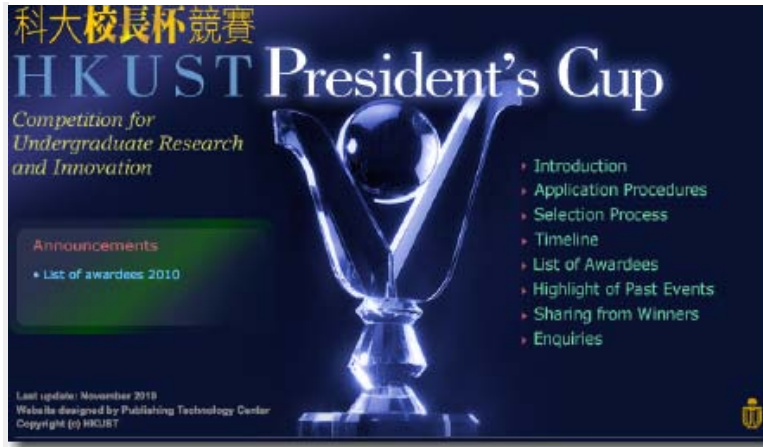 科大校長杯競賽
HKUST President's Cup
Competition for
Undergraduate Research
and Innovation
Announcements
• List of awardees 2010
Introduction
Application Procedures
Selection Process
Timeline
List of Awardees
Highlight of Past Events
Sharing from Winners
Enquiries
Last update: November 2010
Website designed by Publishing Technology Center
Copyright (c) HKUST